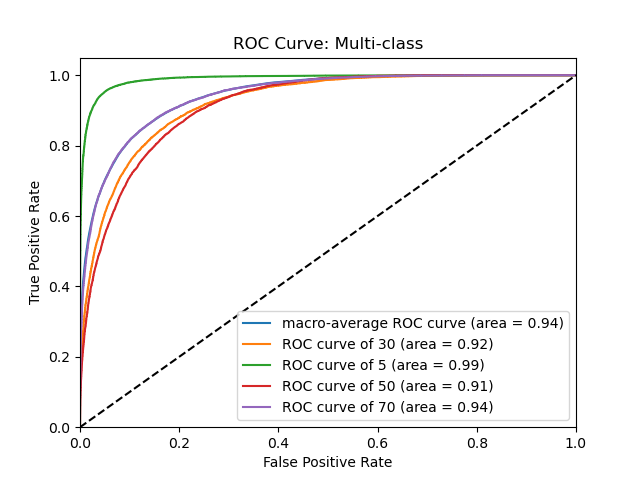 ROC Curve: Multi-class
True Positive Rate
1.0
0.8
0.6
0.4
0.2
0.0
macro-average ROC curve (area = 0.94)
ROC curve of 30 (area = 0.92)
ROC curve of 5 (area = 0.99)
ROC curve of 50 (area = 0.91)
ROC curve of 70 (area = 0.94)
0.0 0.2 0.4 0.6 0.8 1.0
False Positive Rate